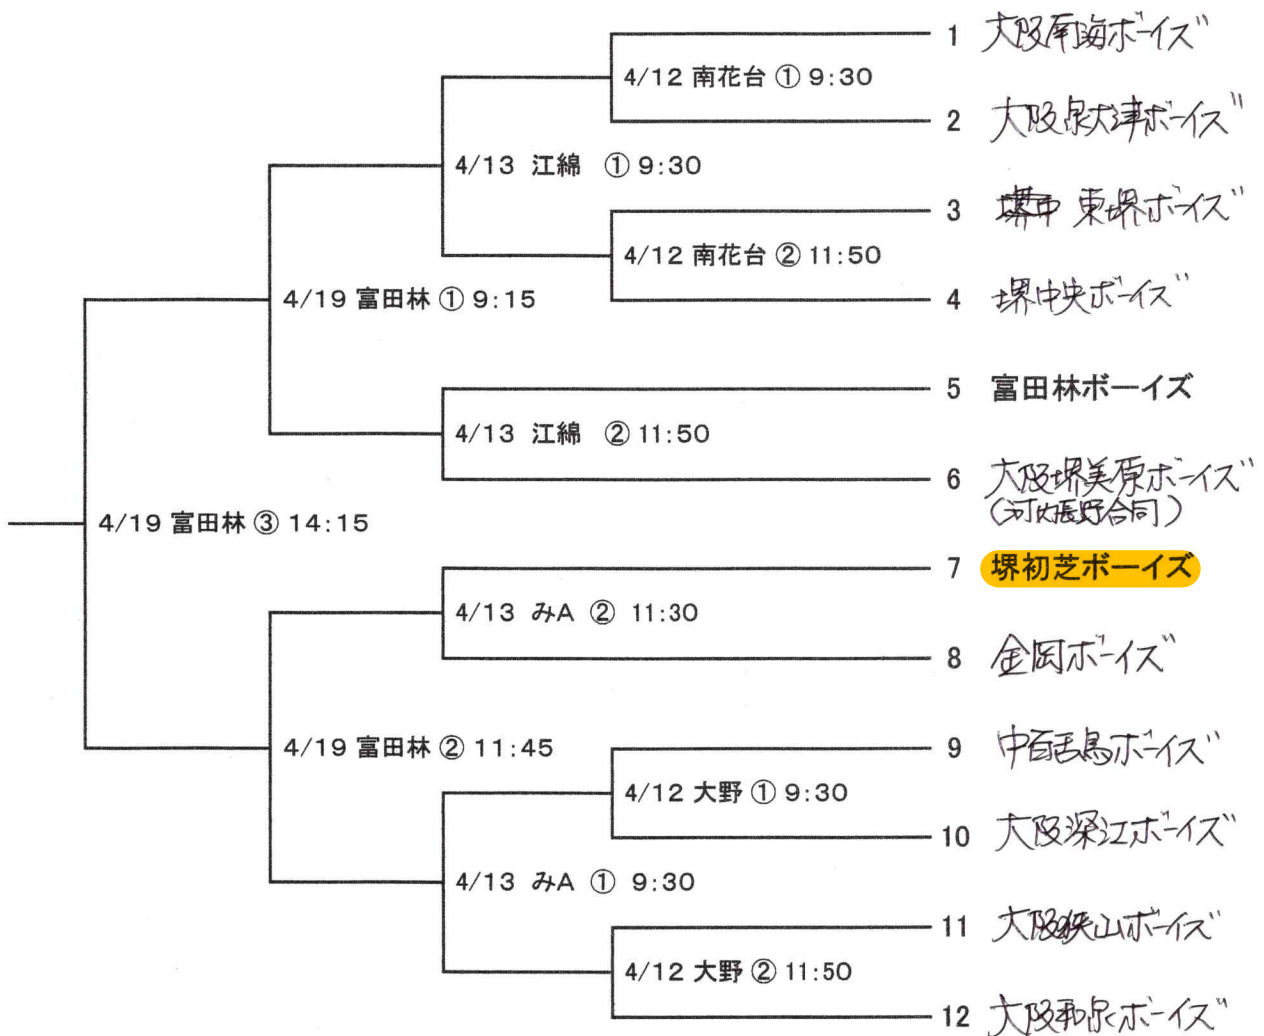 1 大阪南海ボーイズ
4/12 南花台 ① 9:30
2 大阪泉大津ボーイズ
4/13 江綿 ① 9:30
3 東堺ボーイズ
4/12 南花台 ② 11:50
4/19 富田林 ① 9:15
4 堺中央ボーイズ
5 富田林ボーイズ
4/13 江綿 ② 11:50
6 大阪堺美原ボーイズ
(河内長野合同)
4/19 富田林 ③ 14:15
7 堺初芝ボーイズ
4/13 みA ② 11:30
8 金岡ボーイズ
4/19 富田林 ② 11:45
9 中百舌鳥ボーイズ
4/12 大野 ① 9:30
10 大阪深江ボーイズ
4/13 みA ① 9:30
11 大阪狭山ボーイズ
4/12 大野 ② 11:50
12 大阪和泉ボーイズ